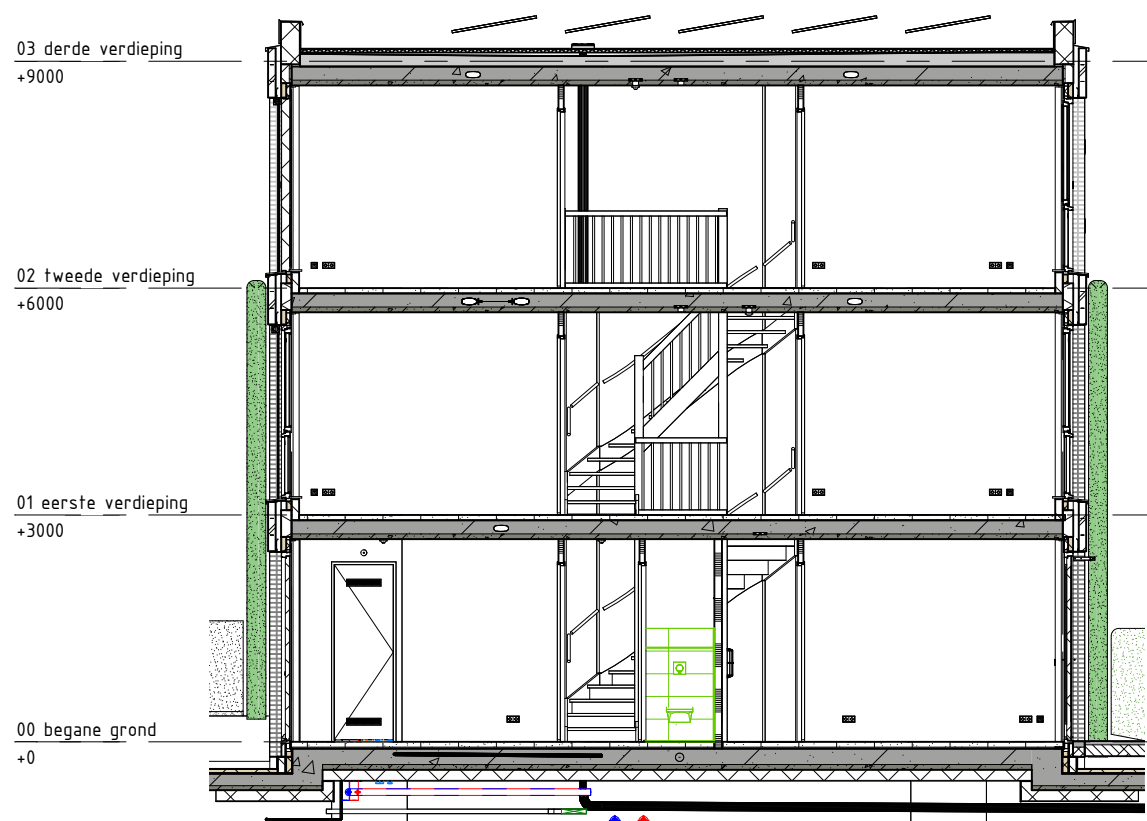 03 derde verdieping
+9000
02 tweede verdieping
+6000
01 eerste verdieping
+3000
00 begane grond
+0